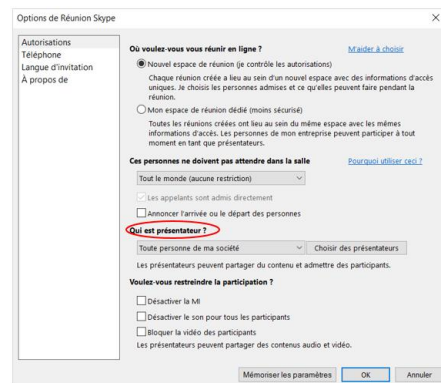 Options de Réunion Skype
Autorisations
Téléphone
Langue d'invitation
À propos de
Où voulez-vous vous réunir en ligne ?
M'aider à choisir
Nouvel espace de réunion (je contrôle les autorisations)
Chaque réunion créée a lieu au sein d'un nouvel espace avec des informations d'accès
uniques. Je choisis les personnes admises et ce qu'elles peuvent faire pendant la
réunion.
Mon espace de réunion dédié (moins sécurisé)
Toutes les réunions créées ont lieu au sein du même espace avec les mêmes
informations d'accès. Les personnes de mon entreprise peuvent participer à tout
moment en tant que présentateurs.
Ces personnes ne doivent pas attendre dans la salle
Pourquoi utiliser ceci ?
Tout le monde (aucune restriction)
Les appelants sont admis directement
Annoncer l'arrivée ou le départ des personnes
Qui est présentateur ?
Toute personne de ma société
Choisir des présentateurs
Les présentateurs peuvent partager du contenu et admettre des participants.
Voulez-vous restreindre la participation ?
Désactiver la MI
Désactiver le son pour tous les participants
Bloquer la vidéo des participants
Les présentateurs peuvent partager des contenus audio et vidéo.
Mémoriser les paramètres
OK
Annuler